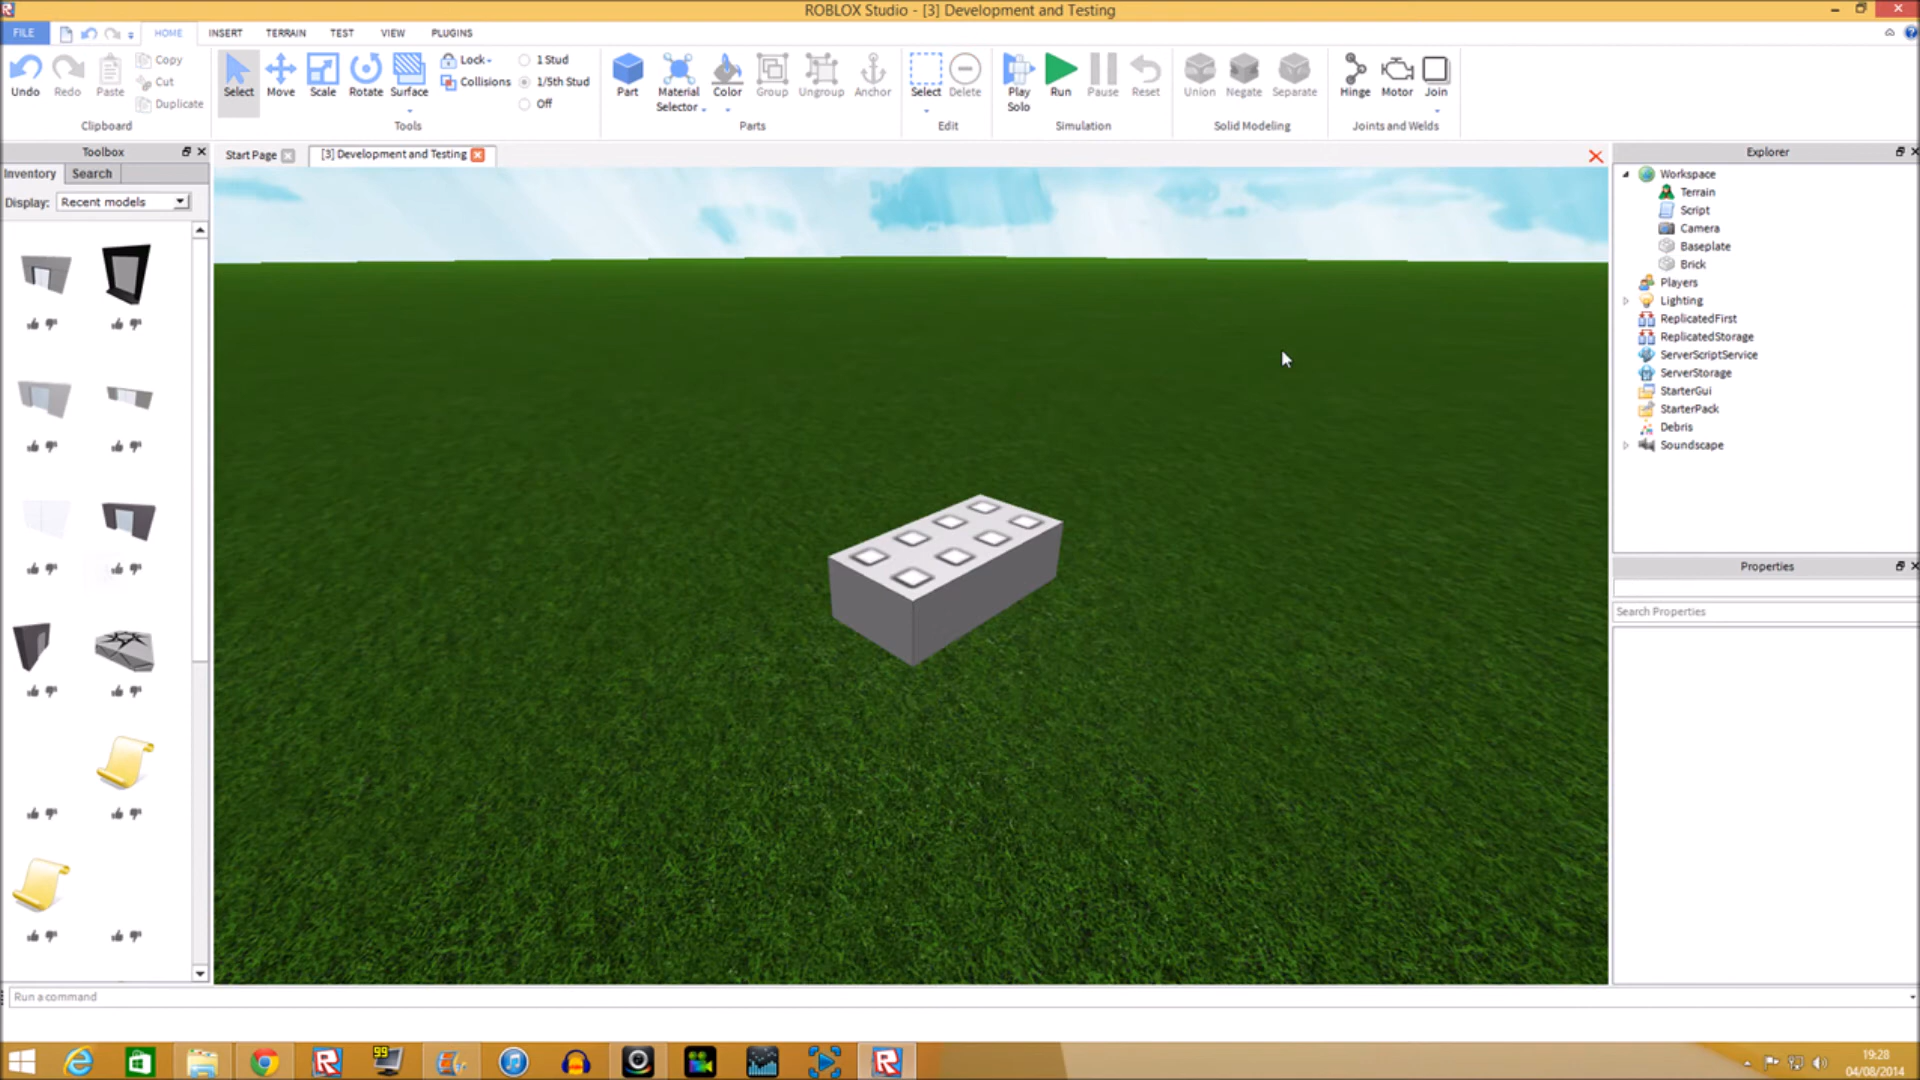 ROBLOX Studio - [3] Development and Testing
FILE HOME INSERT TERRAIN TEST VIEW PLUGINS
Undo Redo Paste Copy Cut Duplicate
Clipboard
Select Move Scale Rotate Surface Lock Collisions 1 Stud 1/5th Stud Off
Tools
Part Material Selector Color Group Ungroup Anchor
Parts
Select Delete
Edit
Play Solo Run Pause Reset
Simulation
Union Negate Separate
Solid Modeling
Hinge Motor Join
Joints and Welds
Toolbox
Inventory Search
Display: Recent models
Start Page [3] Development and Testing
Explorer
Workspace
Terrain
Script
Camera
Baseplate
Brick
Players
Lighting
ReplicatedFirst
ReplicatedStorage
ServerScriptService
ServerStorage
StarterGui
StarterPack
Debris
Soundscape
Properties
Search Properties
Run a command
99
19:28
04/08/2014